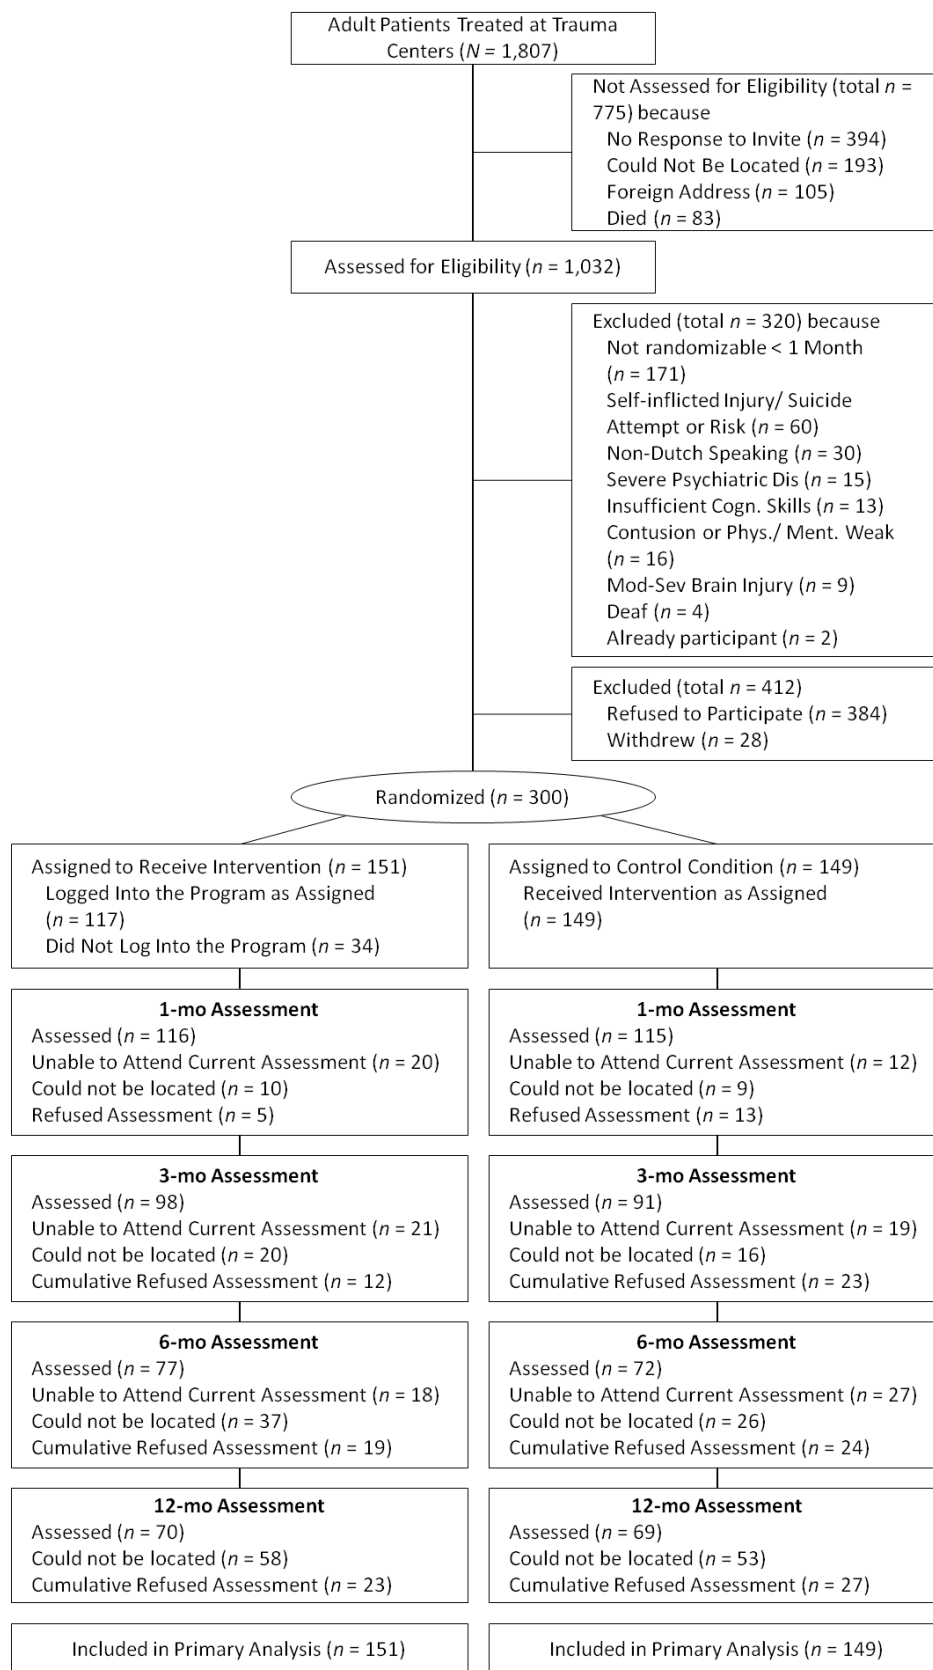 Adult Patients Treated at Trauma
Centers (N = 1,807)
Not Assessed for Eligibility (total n =
775) because
No Response to Invite (n = 394)
Could Not Be Located (n = 193)
Foreign Address (n = 105)
Died (n = 83)
Assessed for Eligibility (n = 1,032)
Excluded (total n = 320) because
Not randomizable < 1 Month
(n = 171)
Self-inflicted Injury/ Suicide
Attempt or Risk (n = 60)
Non-Dutch Speaking (n = 30)
Severe Psychiatric Dis (n = 15)
Insufficient Cogn. Skills (n = 13)
Contusion or Phys./ Ment. Weak
(n = 16)
Mod-Sev Brain Injury (n = 9)
Deaf (n = 4)
Already participant (n = 2)
Excluded (total n = 412)
Refused to Participate (n = 384)
Withdrew (n = 28)
Randomized (n = 300)
Assigned to Receive Intervention (n = 151)
Logged Into the Program as Assigned
(n = 117)
Did Not Log Into the Program (n = 34)
Assigned to Control Condition (n = 149)
Received Intervention as Assigned
(n = 149)
1-mo Assessment
Assessed (n = 116)
Unable to Attend Current Assessment (n = 20)
Could not be located (n = 10)
Refused Assessment (n = 5)
1-mo Assessment
Assessed (n = 115)
Unable to Attend Current Assessment (n = 12)
Could not be located (n = 9)
Refused Assessment (n = 13)
3-mo Assessment
Assessed (n = 98)
Unable to Attend Current Assessment (n = 21)
Could not be located (n = 20)
Cumulative Refused Assessment (n = 12)
3-mo Assessment
Assessed (n = 91)
Unable to Attend Current Assessment (n = 19)
Could not be located (n = 16)
Cumulative Refused Assessment (n = 23)
6-mo Assessment
Assessed (n = 77)
Unable to Attend Current Assessment (n = 18)
Could not be located (n = 37)
Cumulative Refused Assessment (n = 19)
6-mo Assessment
Assessed (n = 72)
Unable to Attend Current Assessment (n = 27)
Could not be located (n = 26)
Cumulative Refused Assessment (n = 24)
12-mo Assessment
Assessed (n = 70)
Could not be located (n = 58)
Cumulative Refused Assessment (n = 23)
12-mo Assessment
Assessed (n = 69)
Could not be located (n = 53)
Cumulative Refused Assessment (n = 27)
Included in Primary Analysis (n = 151)
Included in Primary Analysis (n = 149)